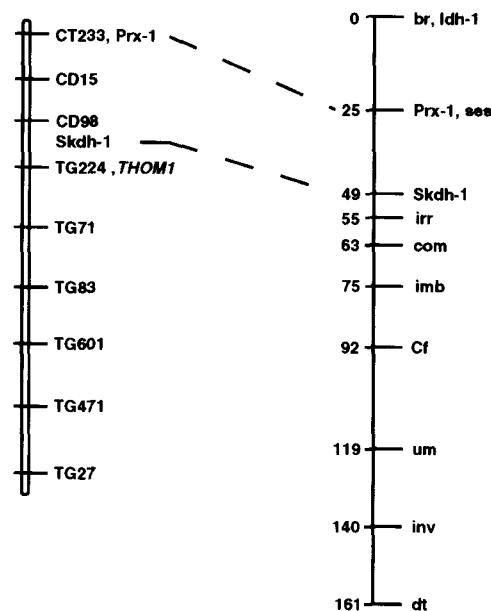 CT233, Prx-1
CD15
CD98
Skdh-1
TG224 , THOM1
TG71
TG83
TG601
TG471
TG27
0 br, Idh-1
25 Prx-1, ses
49 Skdh-1
55 irr
63 com
75 imb
92 Cf
119 um
140 inv
161 dt